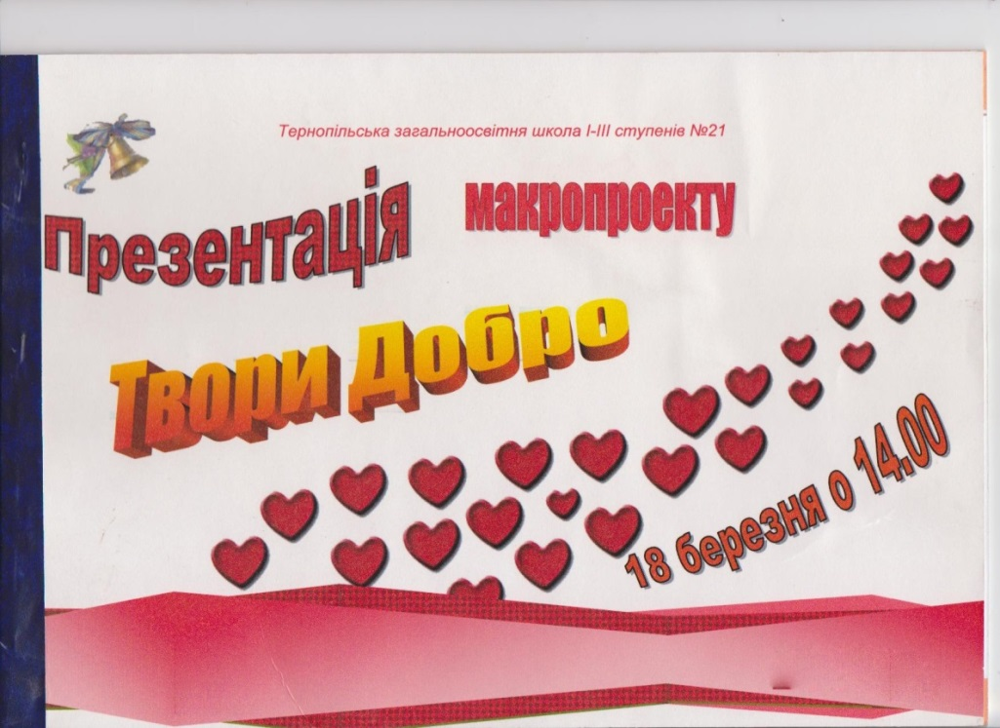 Тернопільська загальноосвітня школа І-ІІІ ступенів №21
Презентація макропроекту
Твори Добро
18 березня о 14.00